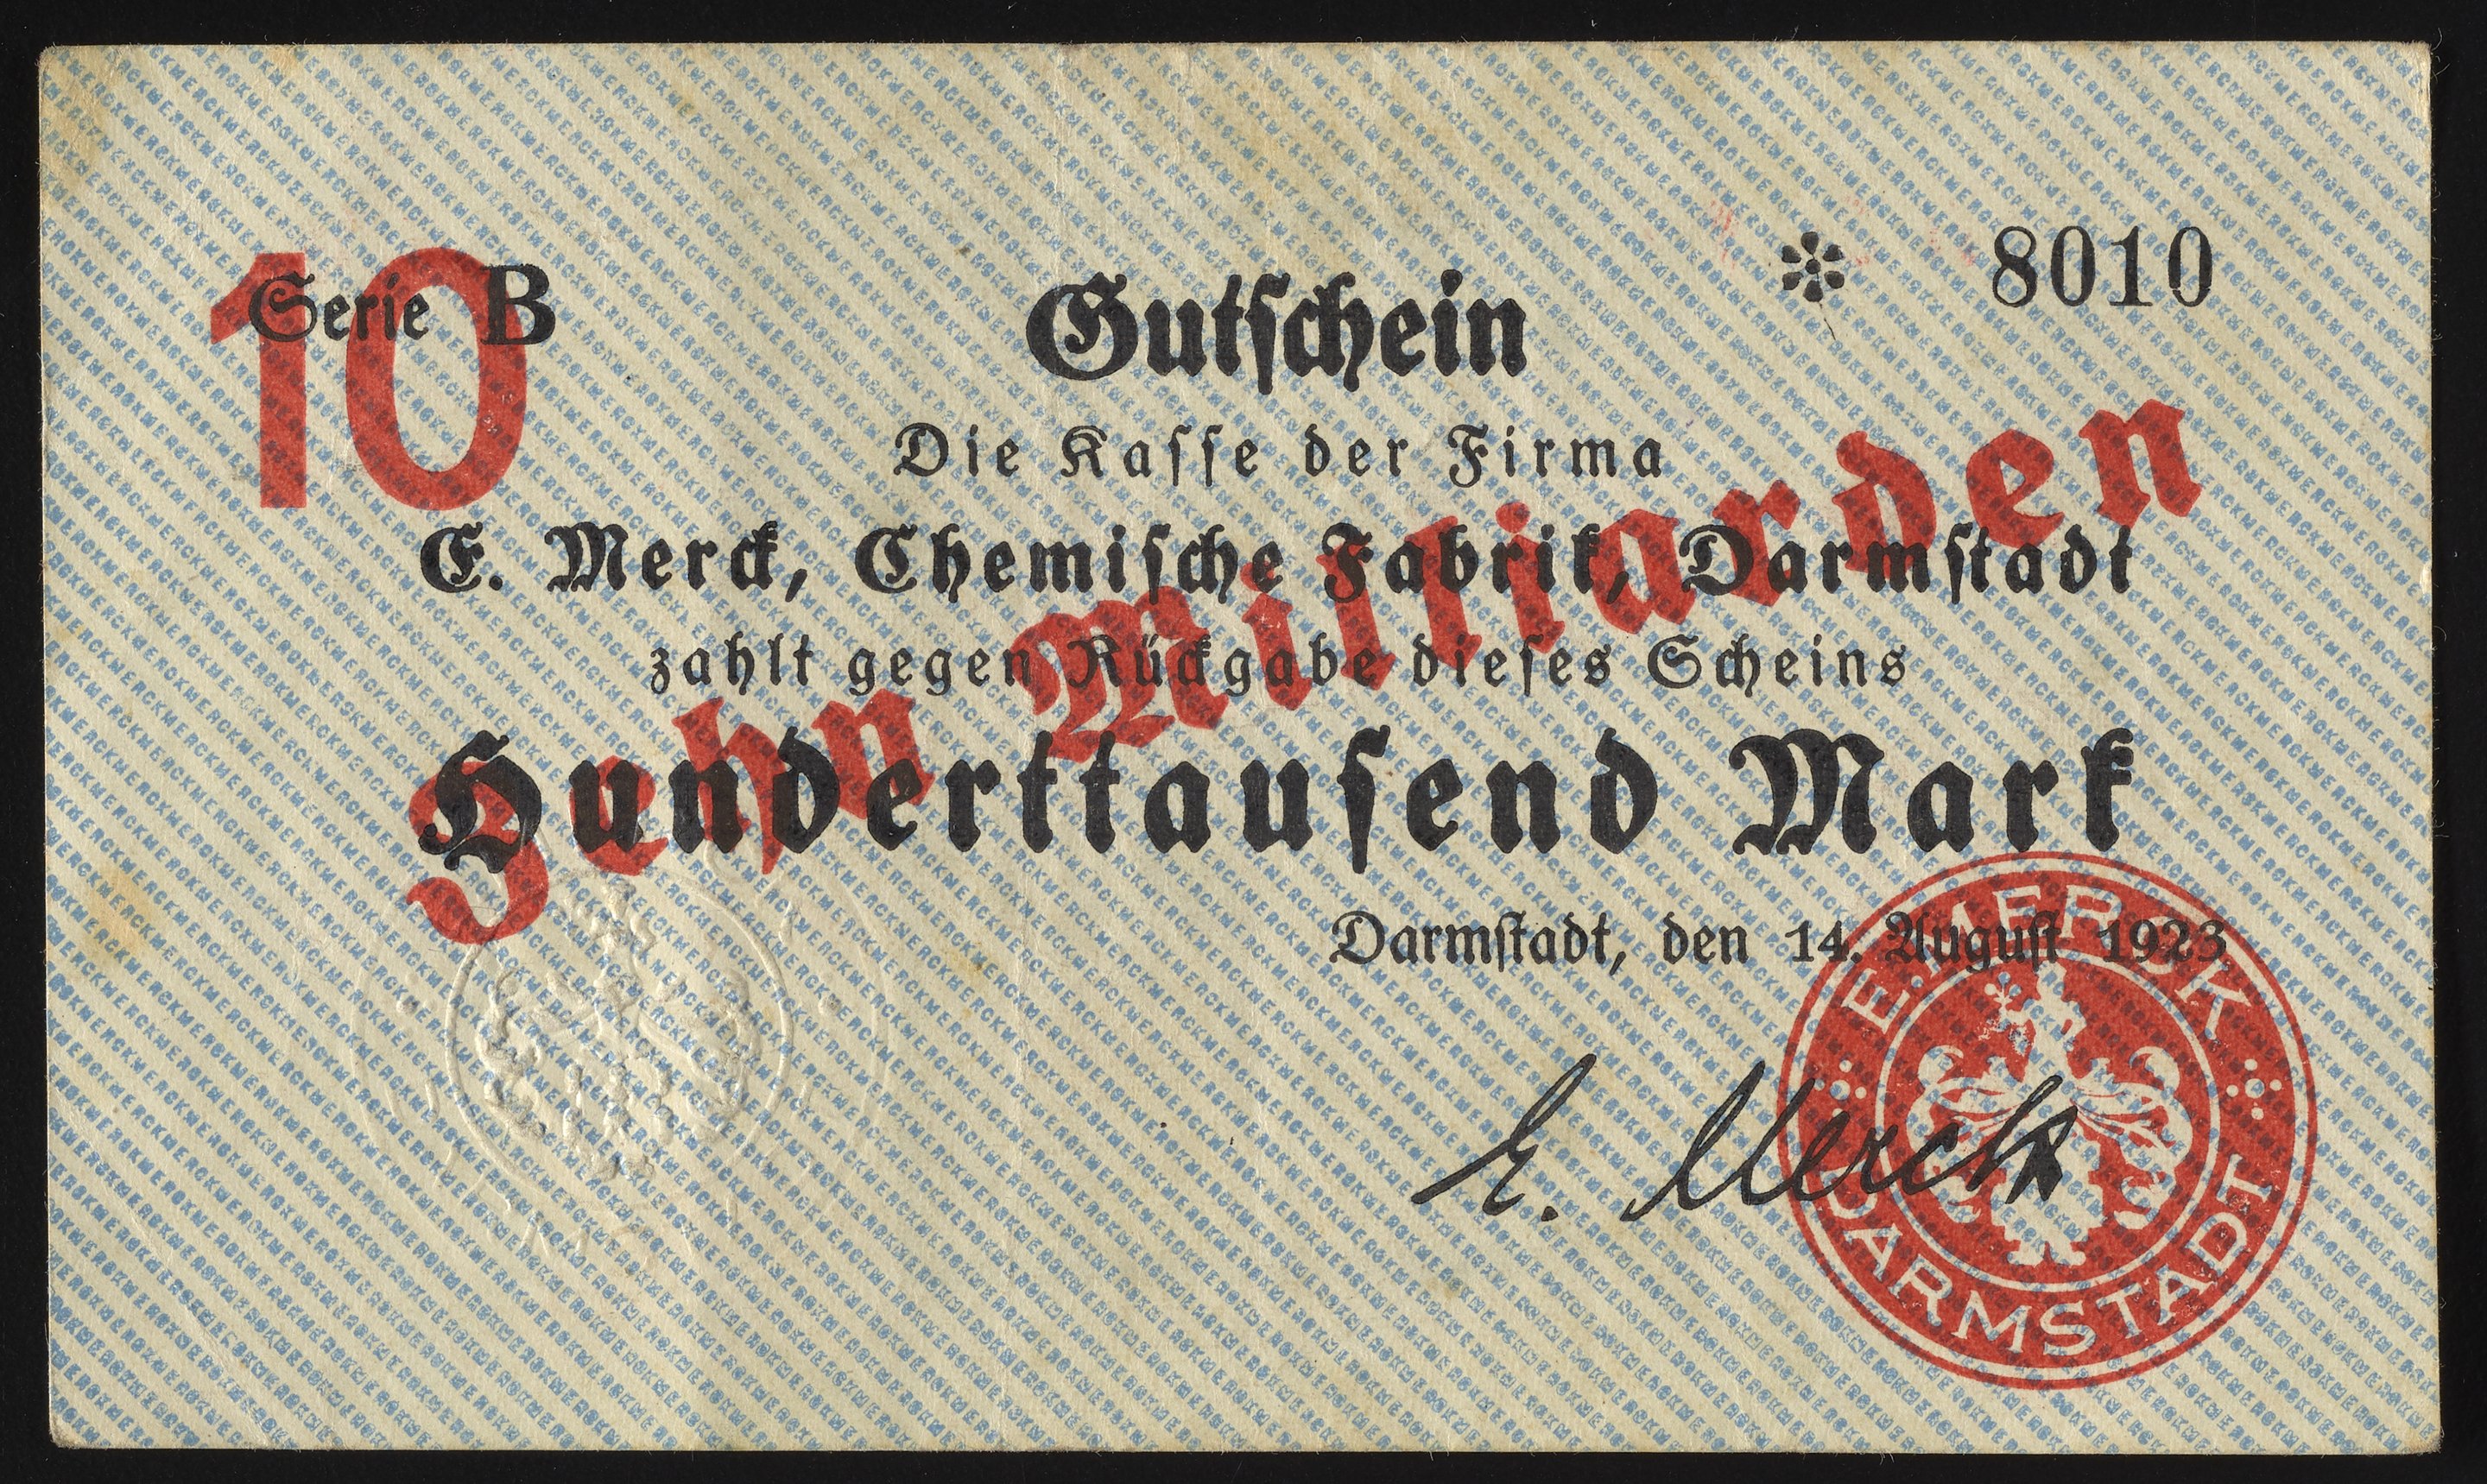 10
Serie B
* 8010
Gutschein
Die Kasse der Firma
E. Merck, Chemische Fabrik, Darmstadt
zahlt gegen Rückgabe dieses Scheins
Hunderttausend Mark
Zehn Milliarden
Darmstadt, den 14. August 1923
E. Merck
E. MERCK
DARMSTADT